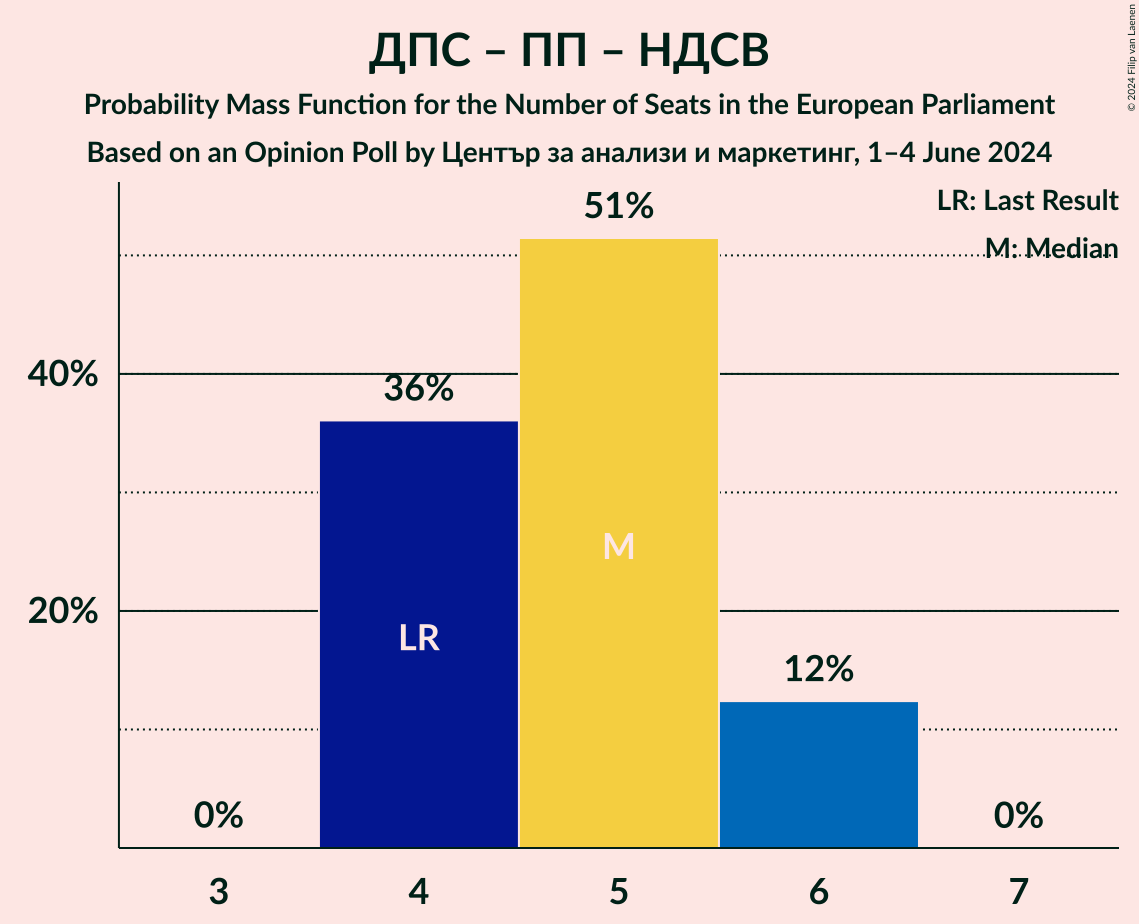 ДПС – ПП – НДСВ
Probability Mass Function for the Number of Seats in the European Parliament
Based on an Opinion Poll by Център за анализи и маркетинг, 1–4 June 2024
© 2024 Filip van Laenen
LR: Last Result
M: Median
51%
40%
36%
M
20%
LR
12%
0%
0%
3
4
5
6
7